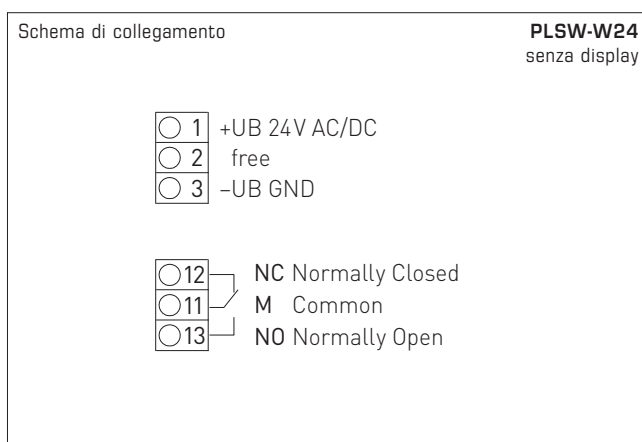 Schema di collegamento
PLSW-W24
senza display
1 +UB 24V AC/DC
2 free
3 –UB GND
12 NC Normally Closed
11 M Common
13 NO Normally Open